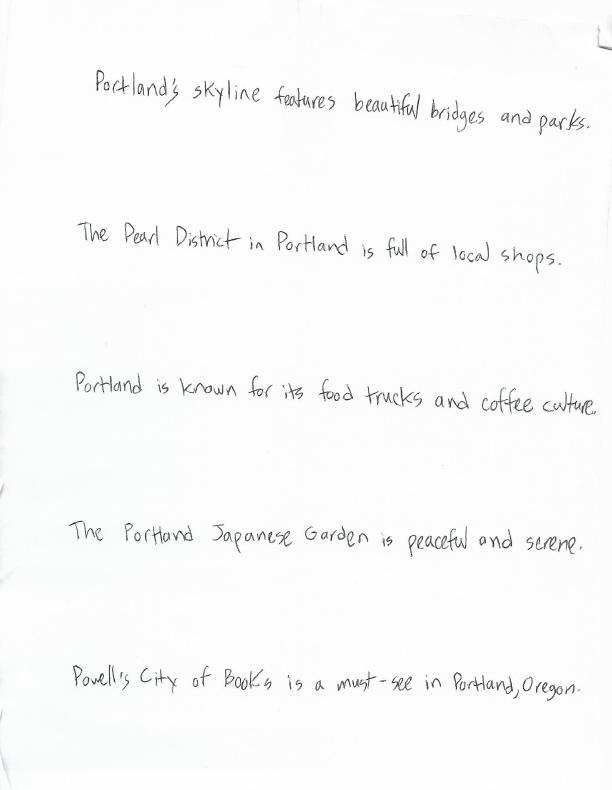 Portland's skyline features beautiful bridges and parks.
The Pearl District in Portland is full of local shops.
Portland is known for its food trucks and coffee culture.
The Portland Japanese Garden is peaceful and serene.
Powell's City of Books is a must-see in Portland, Oregon.